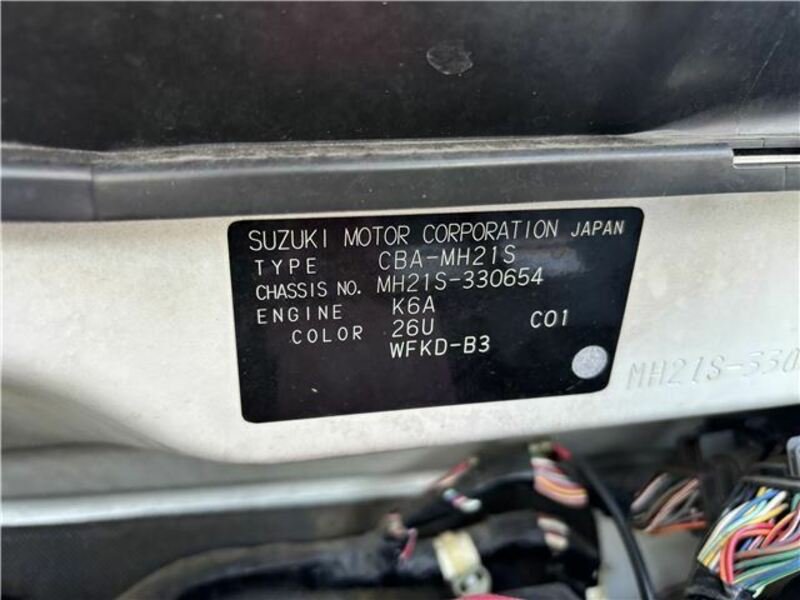 SUZUKI MOTOR CORPORATION JAPAN
TYPE CBA-MH21S
CHASSIS NO. MH21S-330654
ENGINE K6A
COLOR 26U C01
WFKD-B3
MH21S-330